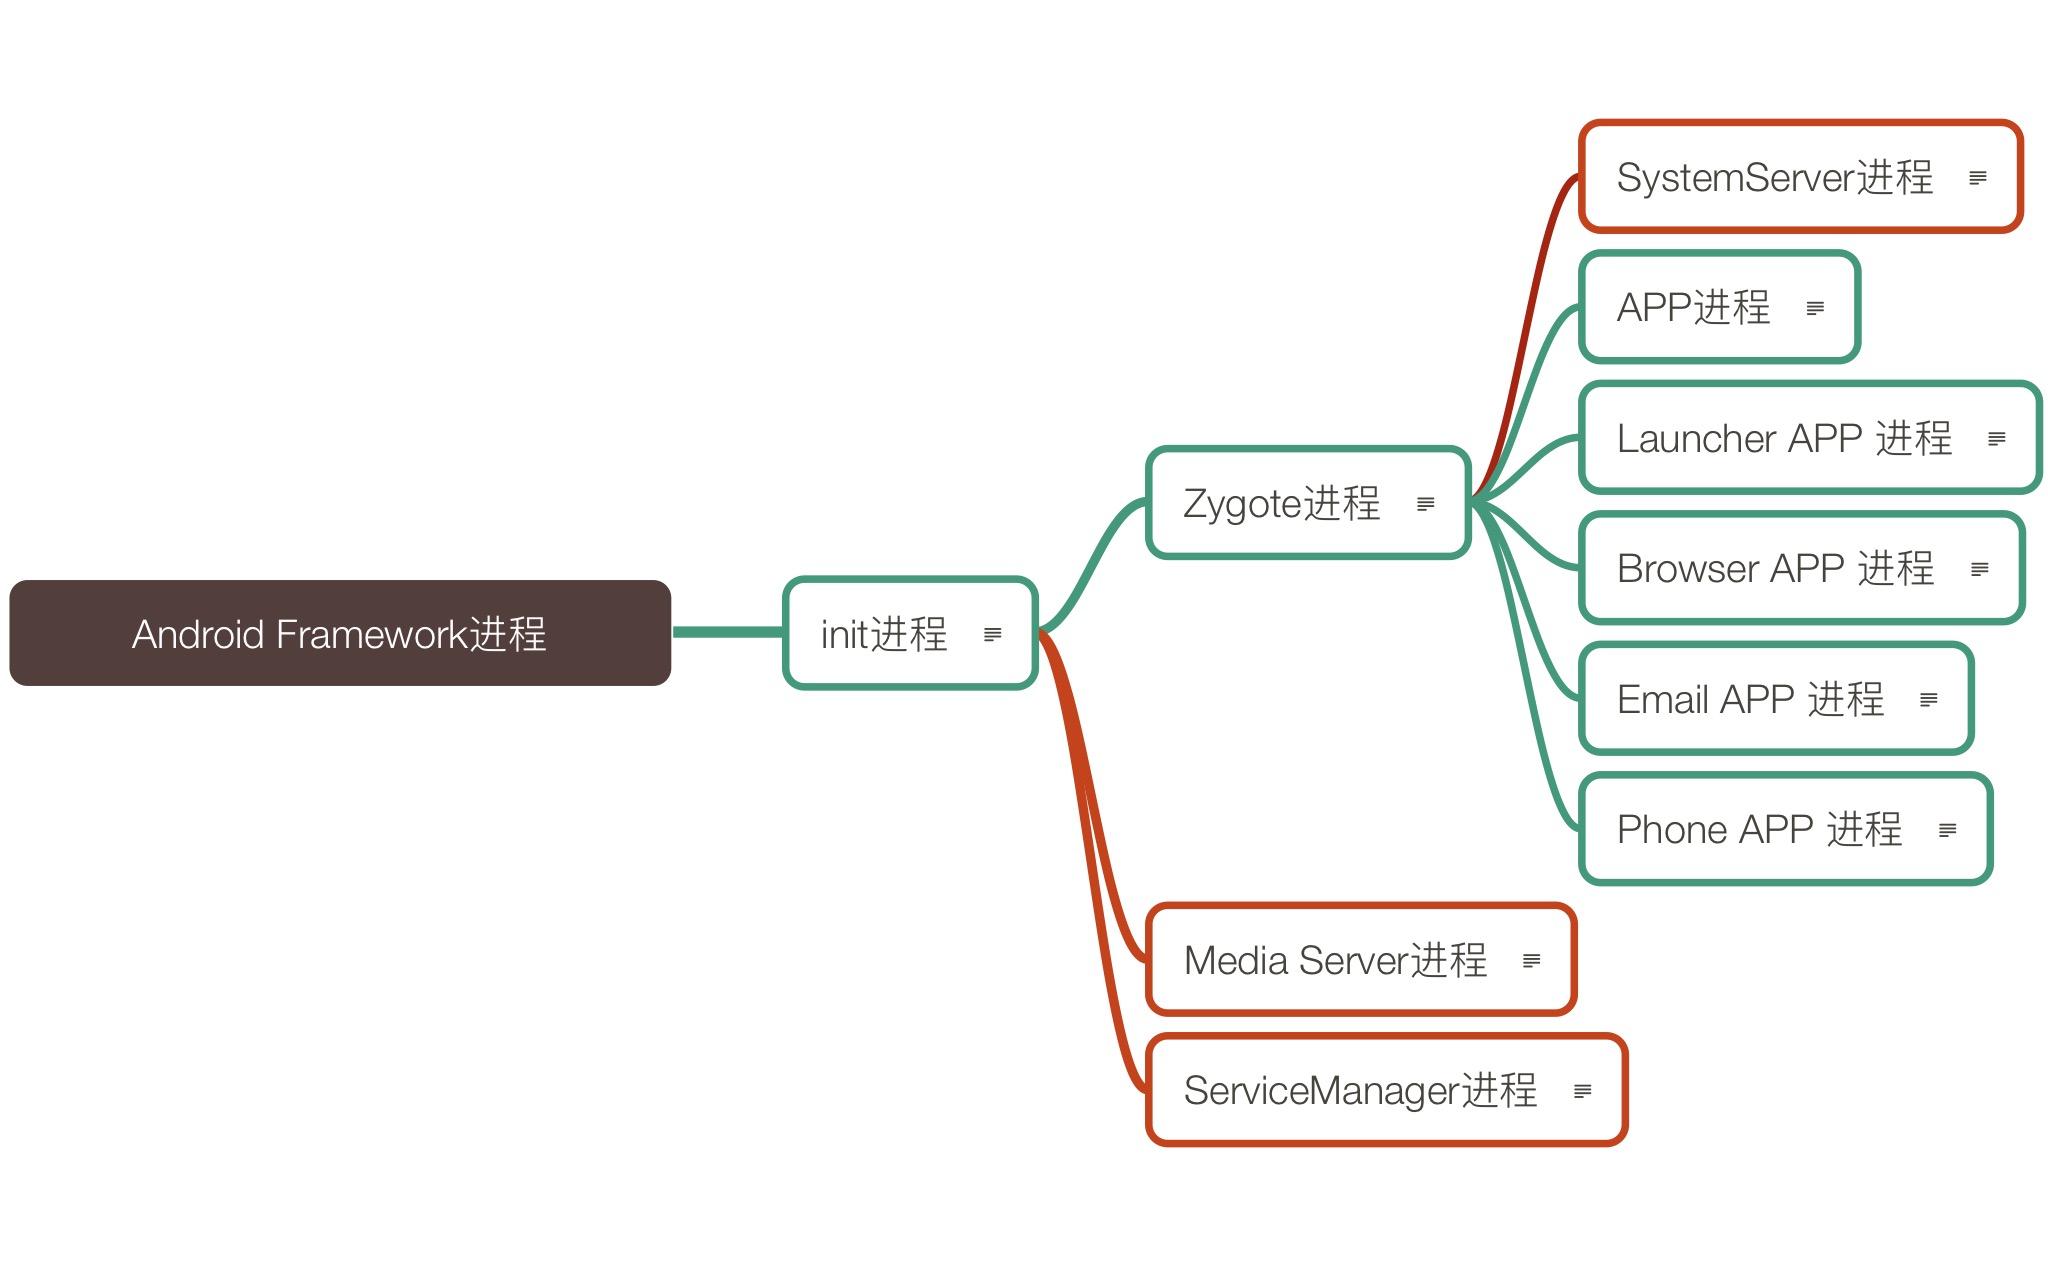 Android Framework进程
init进程
Zygote进程
SystemServer进程
APP进程
Launcher APP 进程
Browser APP 进程
Email APP 进程
Phone APP 进程
Media Server进程
ServiceManager进程